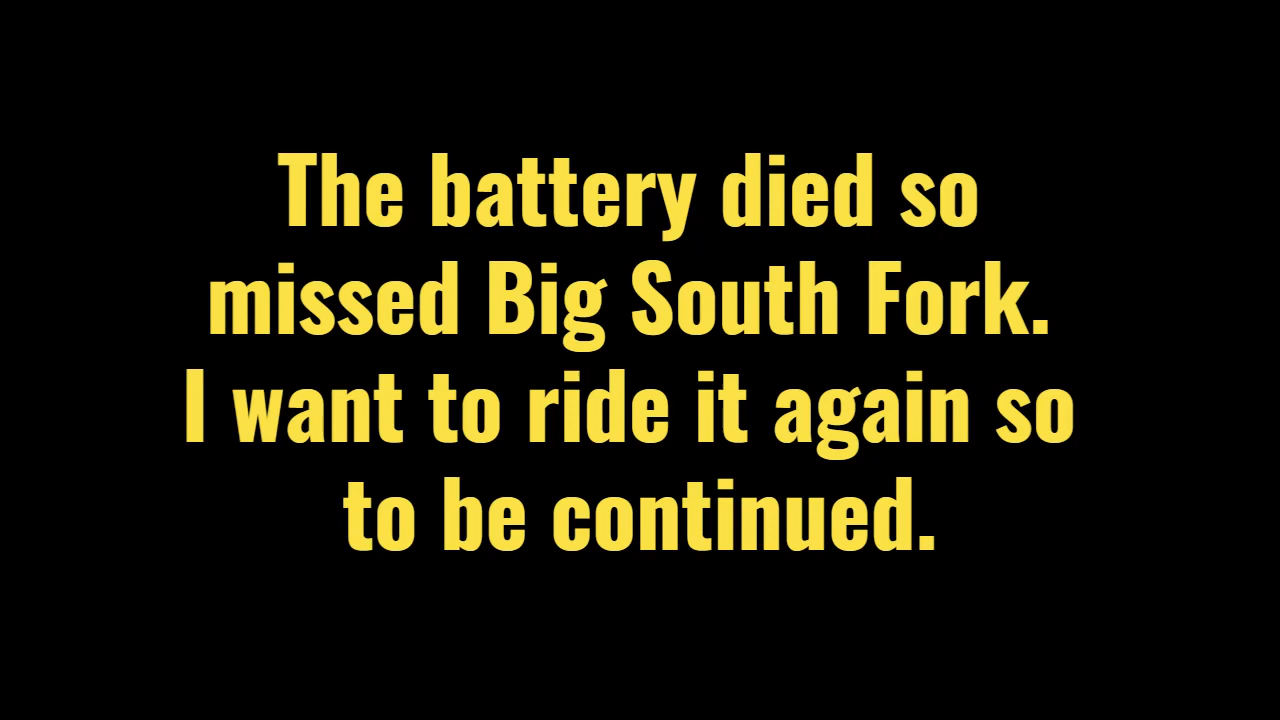 The battery died so
missed Big South Fork.
I want to ride it again so
to be continued.